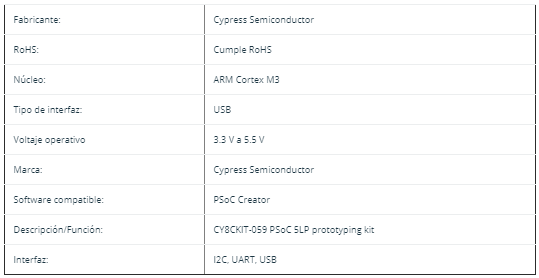 Fabricante: Cypress Semiconductor
RoHS: Cumple RoHS
Núcleo: ARM Cortex M3
Tipo de interfaz: USB
Voltaje operativo 3.3 V a 5.5 V
Marca: Cypress Semiconductor
Software compatible: PSoC Creator
Descripción/Función: CY8CKIT-059 PSoC 5LP prototyping kit
Interfaz: I2C, UART, USB